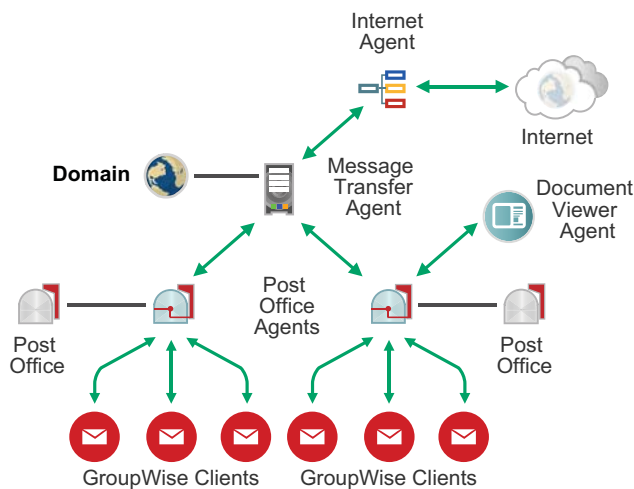 Internet
Agent
Internet
Domain
Message
Transfer
Agent
Document
Viewer
Agent
Post
Office
Agents
Post
Office
Post
Office
GroupWise Clients
GroupWise Clients